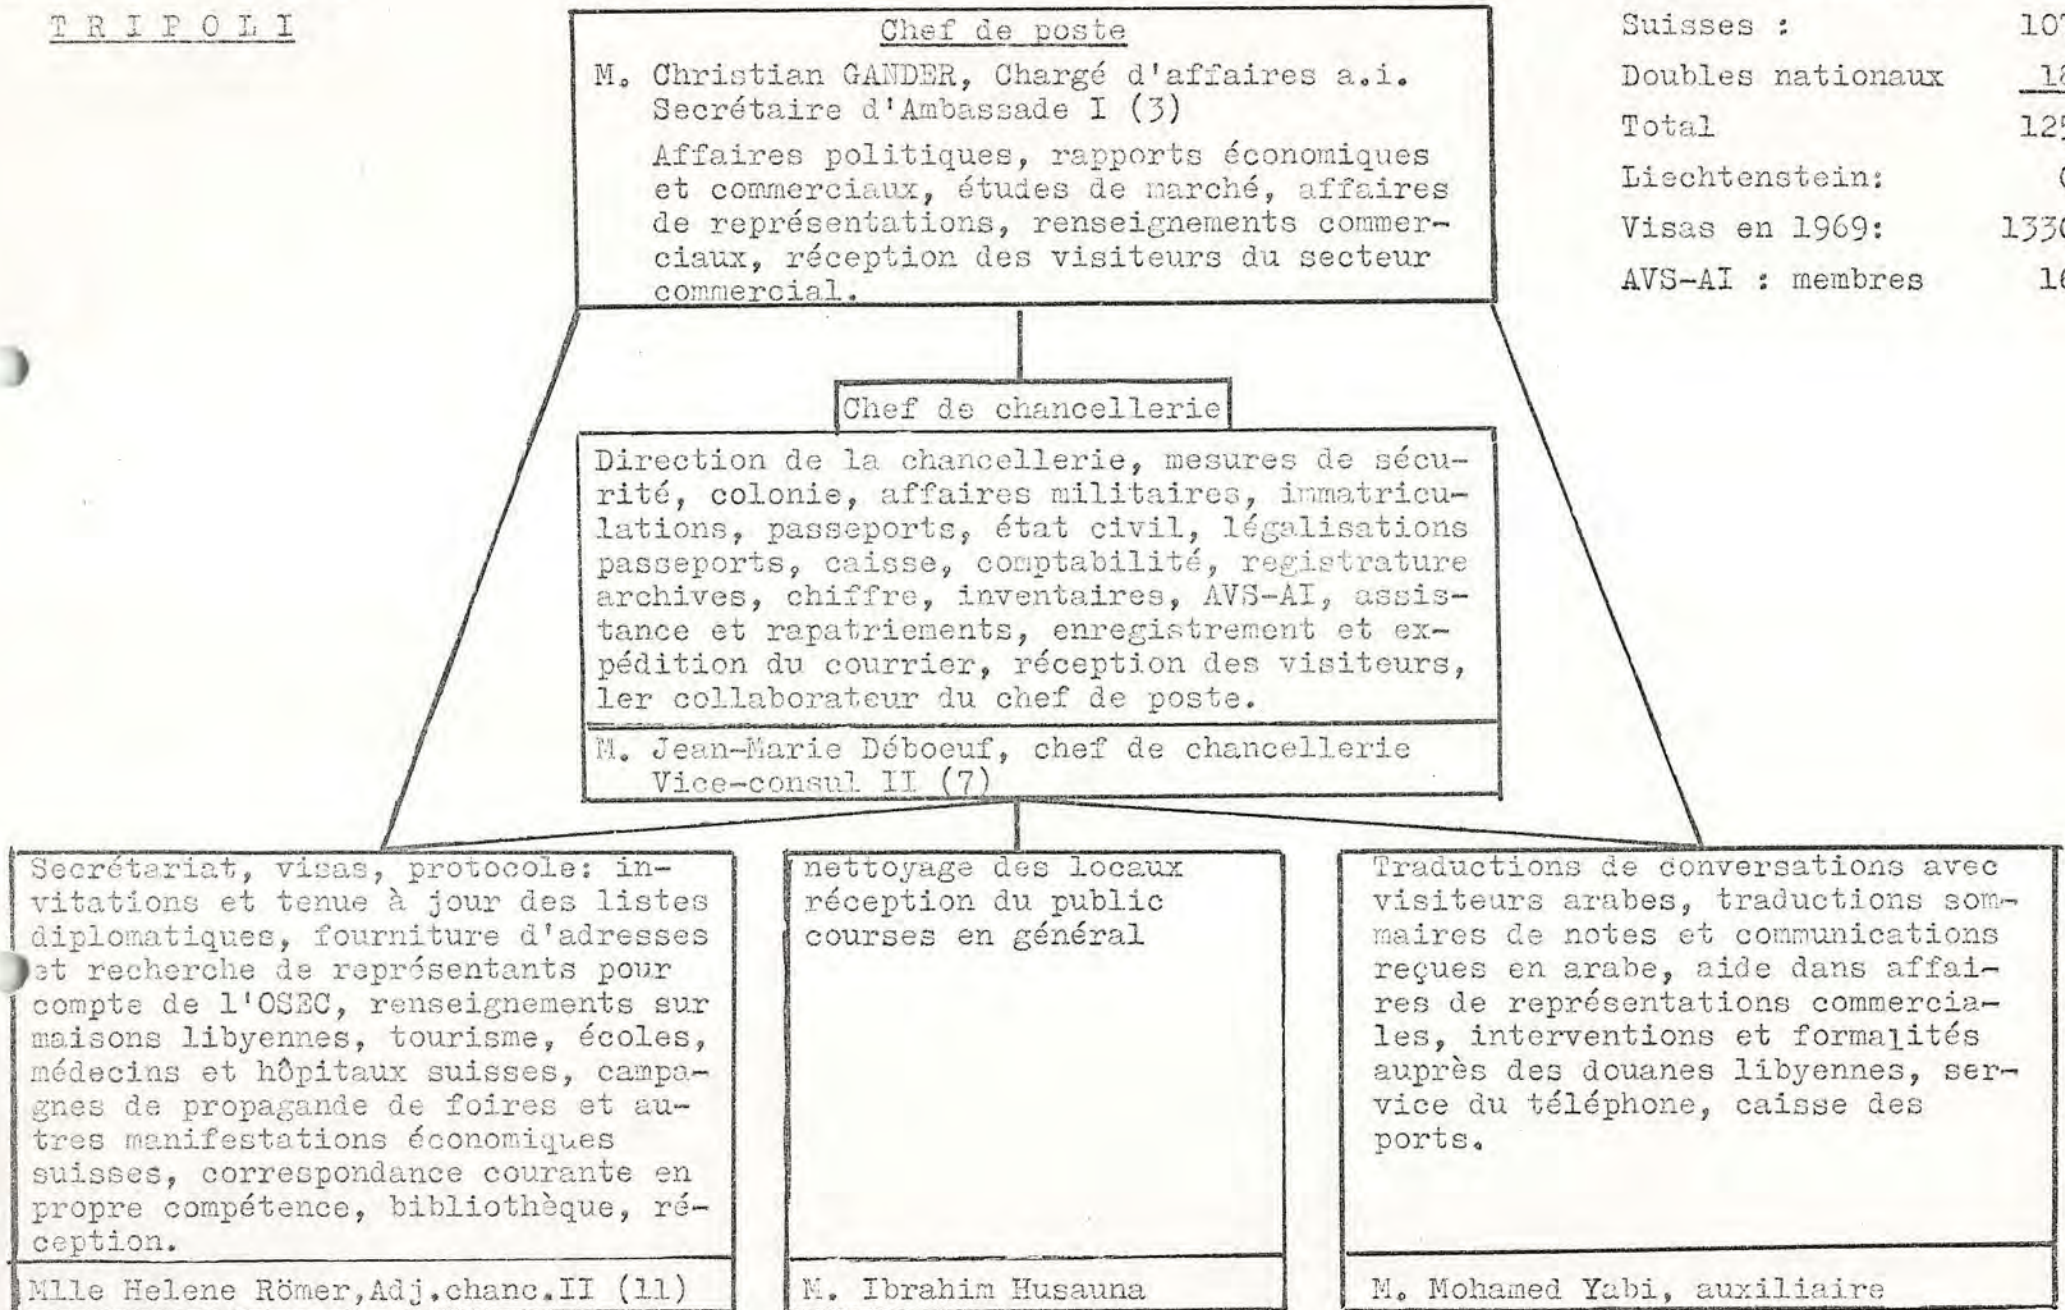 TRIPOLI
Chef de poste
M. Christian GANDER, Chargé d'affaires a.i.
Secrétaire d'Ambassade I (3)
Affaires politiques, rapports économiques
et commerciaux, études de marché, affaires
de représentations, renseignements commer-
ciaux, réception des visiteurs du secteur
commercial.
Suisses : 107
Doubles nationaux 18
Total 125
Liechtenstein: 0
Visas en 1969: 1330
AVS-AI : membres 16
Chef de chancellerie
Direction de la chancellerie, mesures de sécu-
rité, colonie, affaires militaires, immatricu-
lations, passeports, état civil, légalisations
passeports, caisse, comptabilité, registrature
archives, chiffre, inventaires, AVS-AI, assis-
tance et rapatriements, enregistrement et ex-
pédition du courrier, réception des visiteurs,
ler collaborateur du chef de poste.
M. Jean-Marie Déboeuf, chef de chancellerie
Vice-consul II (7)
Secrétariat, visas, protocole: in-
vitations et tenue à jour des listes
diplomatiques, fourniture d'adresses
et recherche de représentants pour
compte de l'OSEC, renseignements sur
maisons libyennes, tourisme, écoles,
médecins et hôpitaux suisses, campa-
gnes de propagande de foires et au-
tres manifestations économiques
suisses, correspondance courante en
propre compétence, bibliothèque, ré-
ception.
Mlle Helene Römer,Adj.chanc.II (11)
nettoyage des locaux
réception du public
courses en général
M. Ibrahim Husauna
Traductions de conversations avec
visiteurs arabes, traductions som-
maires de notes et communications
reçues en arabe, aide dans affai-
res de représentations commercia-
les, interventions et formalités
auprès des douanes libyennes, ser-
vice du téléphone, caisse des
ports.
M. Mohamed Yabi, auxiliaire